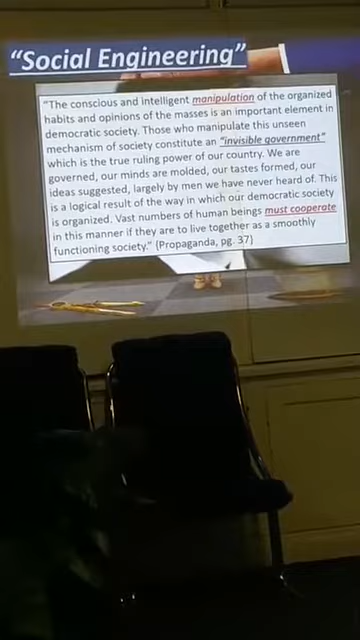 “Social Engineering”
“The conscious and intelligent manipulation of the organized
habits and opinions of the masses is an important element in
democratic society. Those who manipulate this unseen
mechanism of society constitute an “invisible government”
which is the true ruling power of our country. We are
governed, our minds are molded, our tastes formed, our
ideas suggested, largely by men we have never heard of. This
is a logical result of the way in which our democratic society
is organized. Vast numbers of human beings must cooperate
in this manner if they are to live together as a smoothly
functioning society.” (Propaganda, pg. 37)